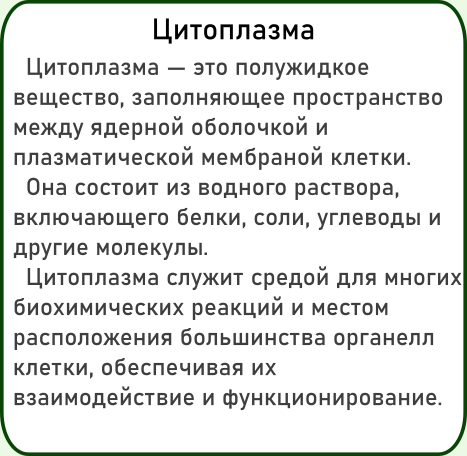 Цитоплазма
Цитоплазма — это полужидкое
вещество, заполняющее пространство
между ядерной оболочкой и
плазматической мембраной клетки.
Она состоит из водного раствора,
включающего белки, соли, углеводы и
другие молекулы.
Цитоплазма служит средой для многих
биохимических реакций и местом
расположения большинства органелл
клетки, обеспечивая их
взаимодействие и функционирование.